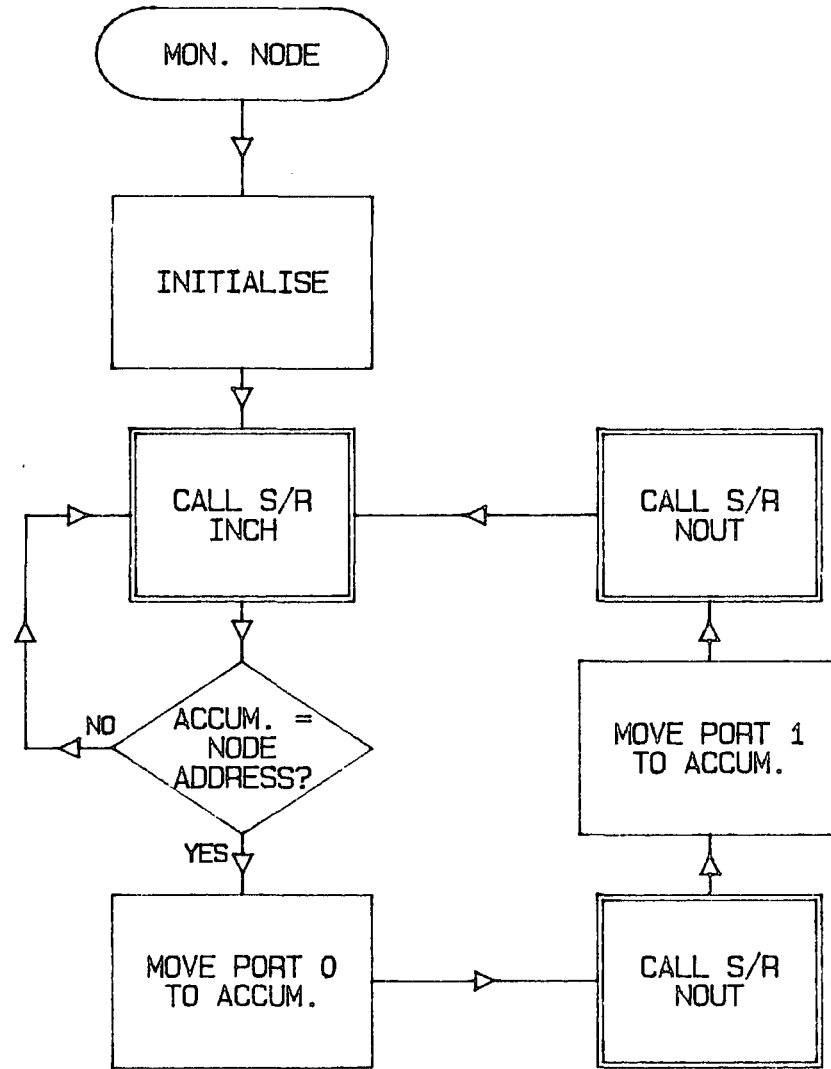 MON. NODE
INITIALISE
CALL S/R
INCH
ACCUM. =
NODE
ADDRESS?
NO
YES
MOVE PORT 0
TO ACCUM.
CALL S/R
NOUT
MOVE PORT 1
TO ACCUM.
CALL S/R
NOUT